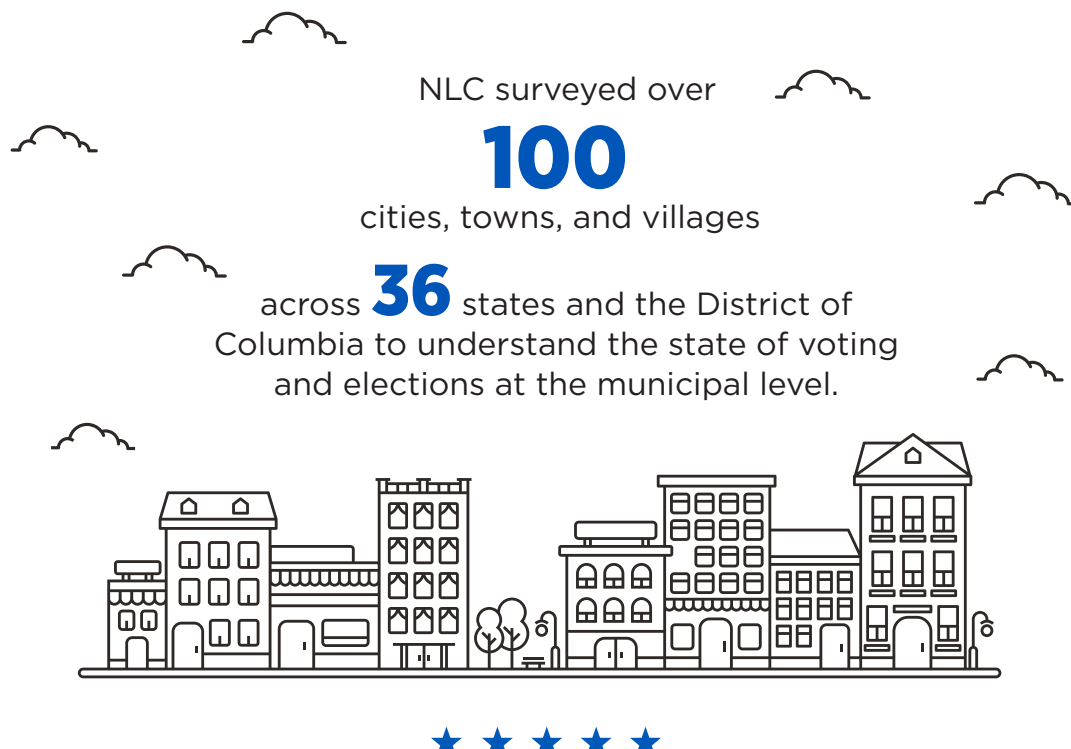 NLC surveyed over
100
cities, towns, and villages
across 36 states and the District of
Columbia to understand the state of voting
and elections at the municipal level.